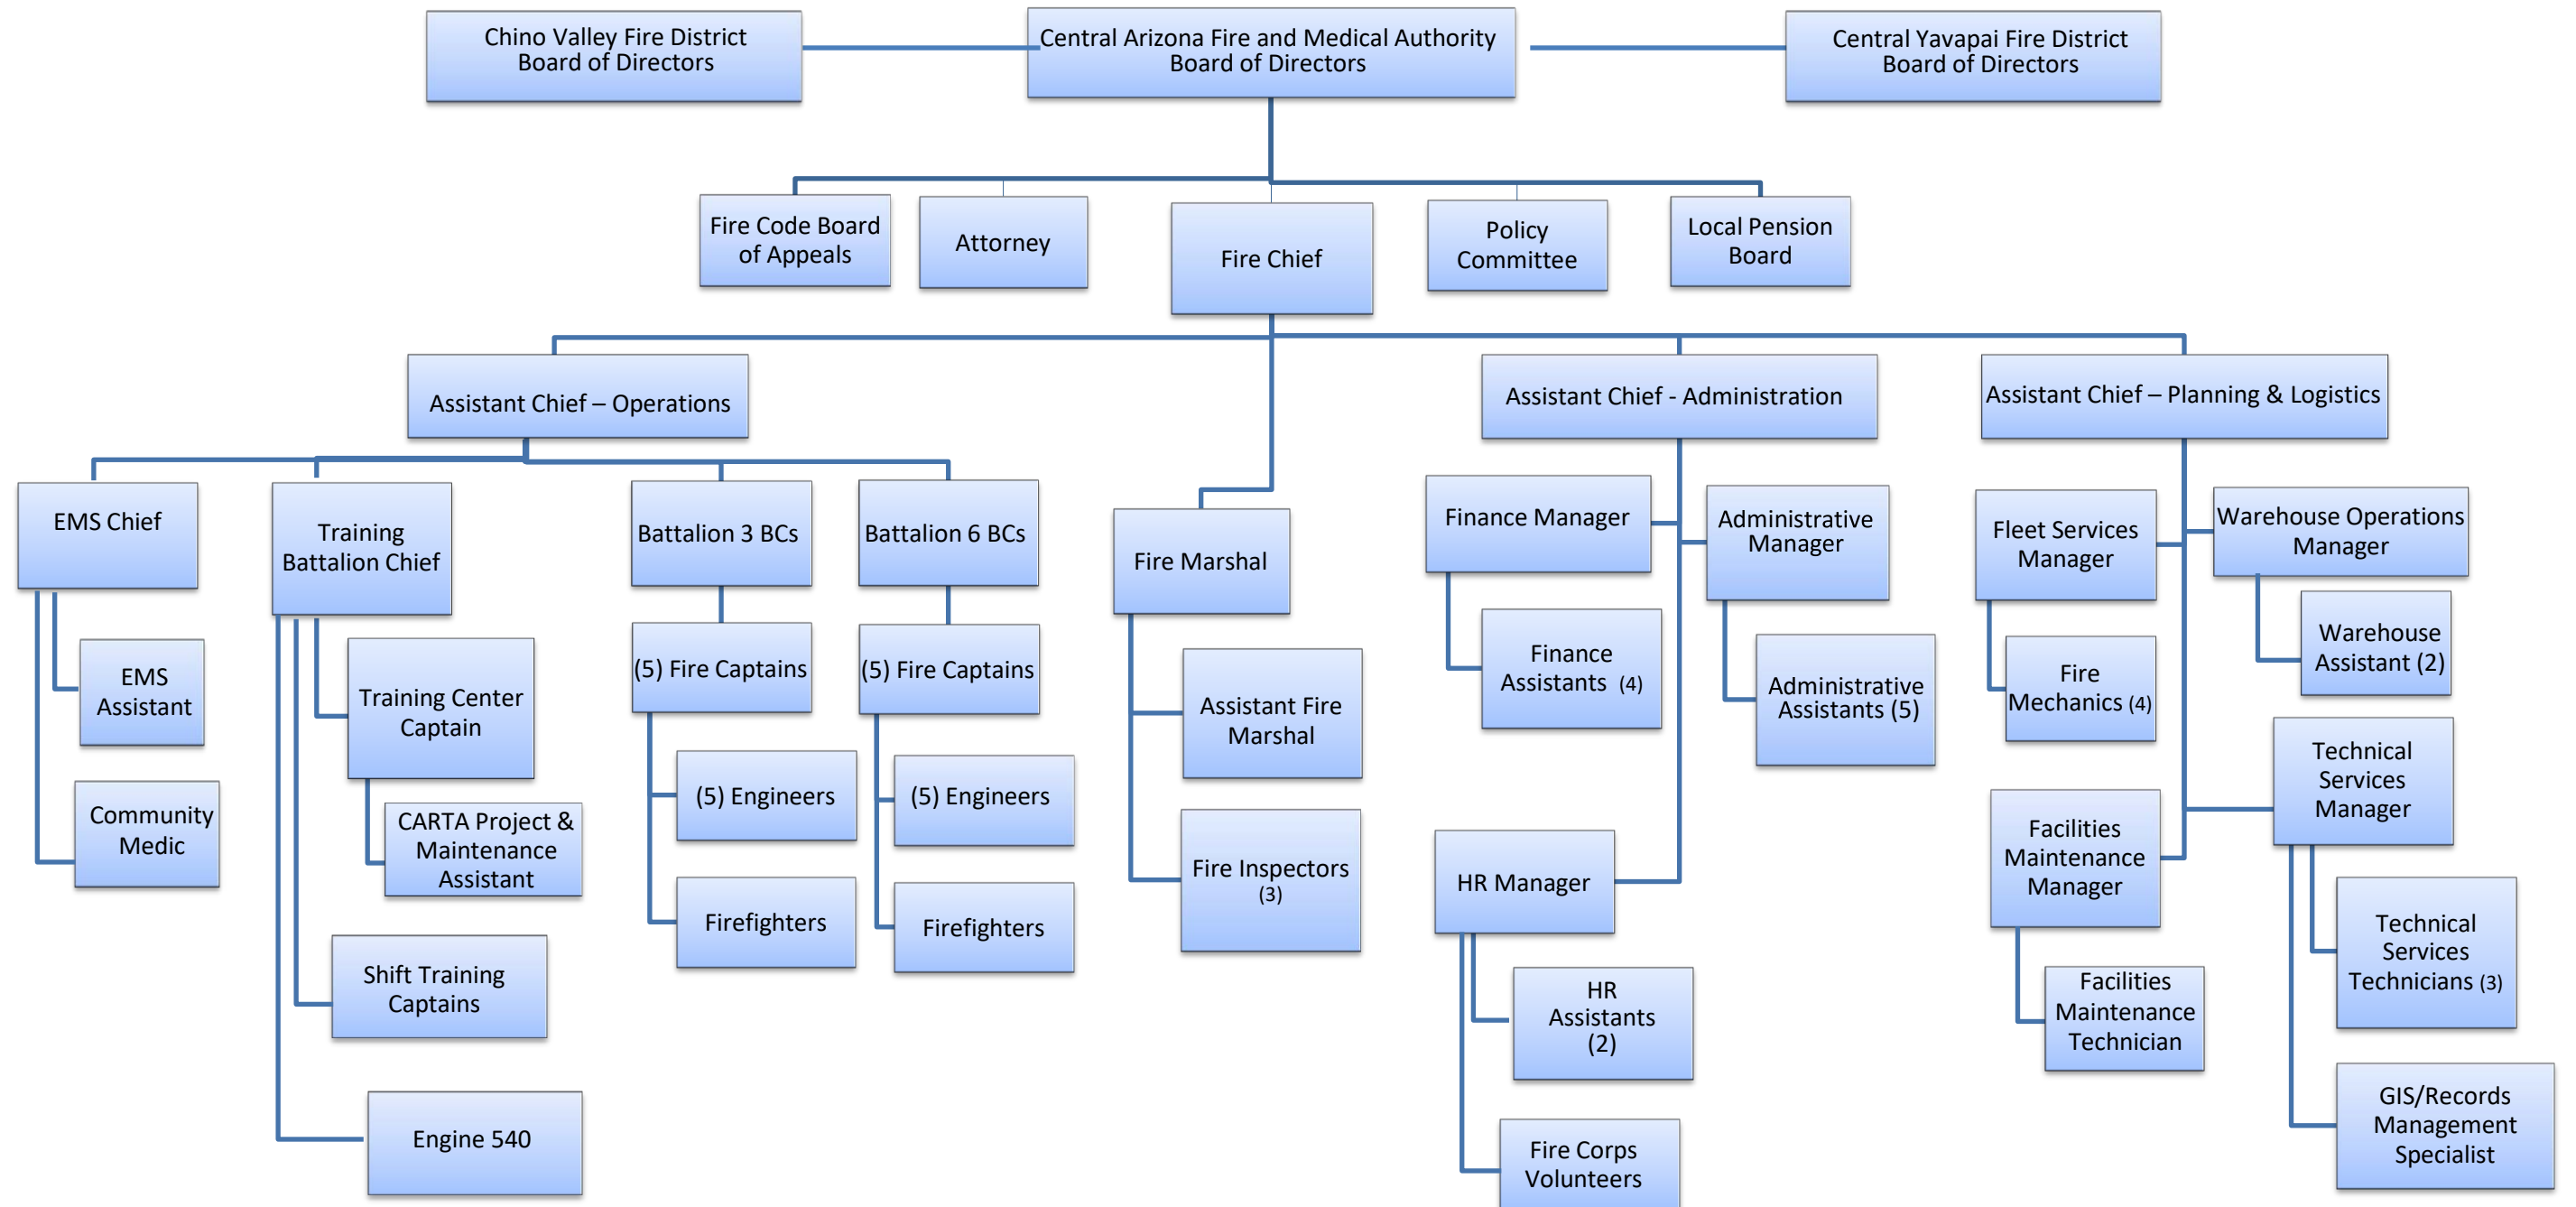 Chino Valley Fire District
Board of Directors
Central Arizona Fire and Medical Authority
Board of Directors
Central Yavapai Fire District
Board of Directors
Fire Code Board
of Appeals
Attorney
Fire Chief
Policy
Committee
Local Pension
Board
Assistant Chief – Operations
Assistant Chief - Administration
Assistant Chief – Planning & Logistics
EMS Chief
EMS
Assistant
Community
Medic
Training
Battalion Chief
Training Center
Captain
CARTA Project &
Maintenance
Assistant
Shift Training
Captains
Engine 540
Battalion 3 BCs
(5) Fire Captains
(5) Engineers
Firefighters
Battalion 6 BCs
(5) Fire Captains
(5) Engineers
Firefighters
Fire Marshal
Assistant Fire
Marshal
Fire Inspectors
(3)
Finance Manager
Finance
Assistants (4)
Administrative
Manager
Administrative
Assistants (5)
HR Manager
HR
Assistants
(2)
Fire Corps
Volunteers
Fleet Services
Manager
Fire
Mechanics (4)
Warehouse Operations
Manager
Warehouse
Assistant (2)
Technical
Services
Manager
Facilities
Maintenance
Manager
Facilities
Maintenance
Technician
Technical
Services
Technicians (3)
GIS/Records
Management
Specialist